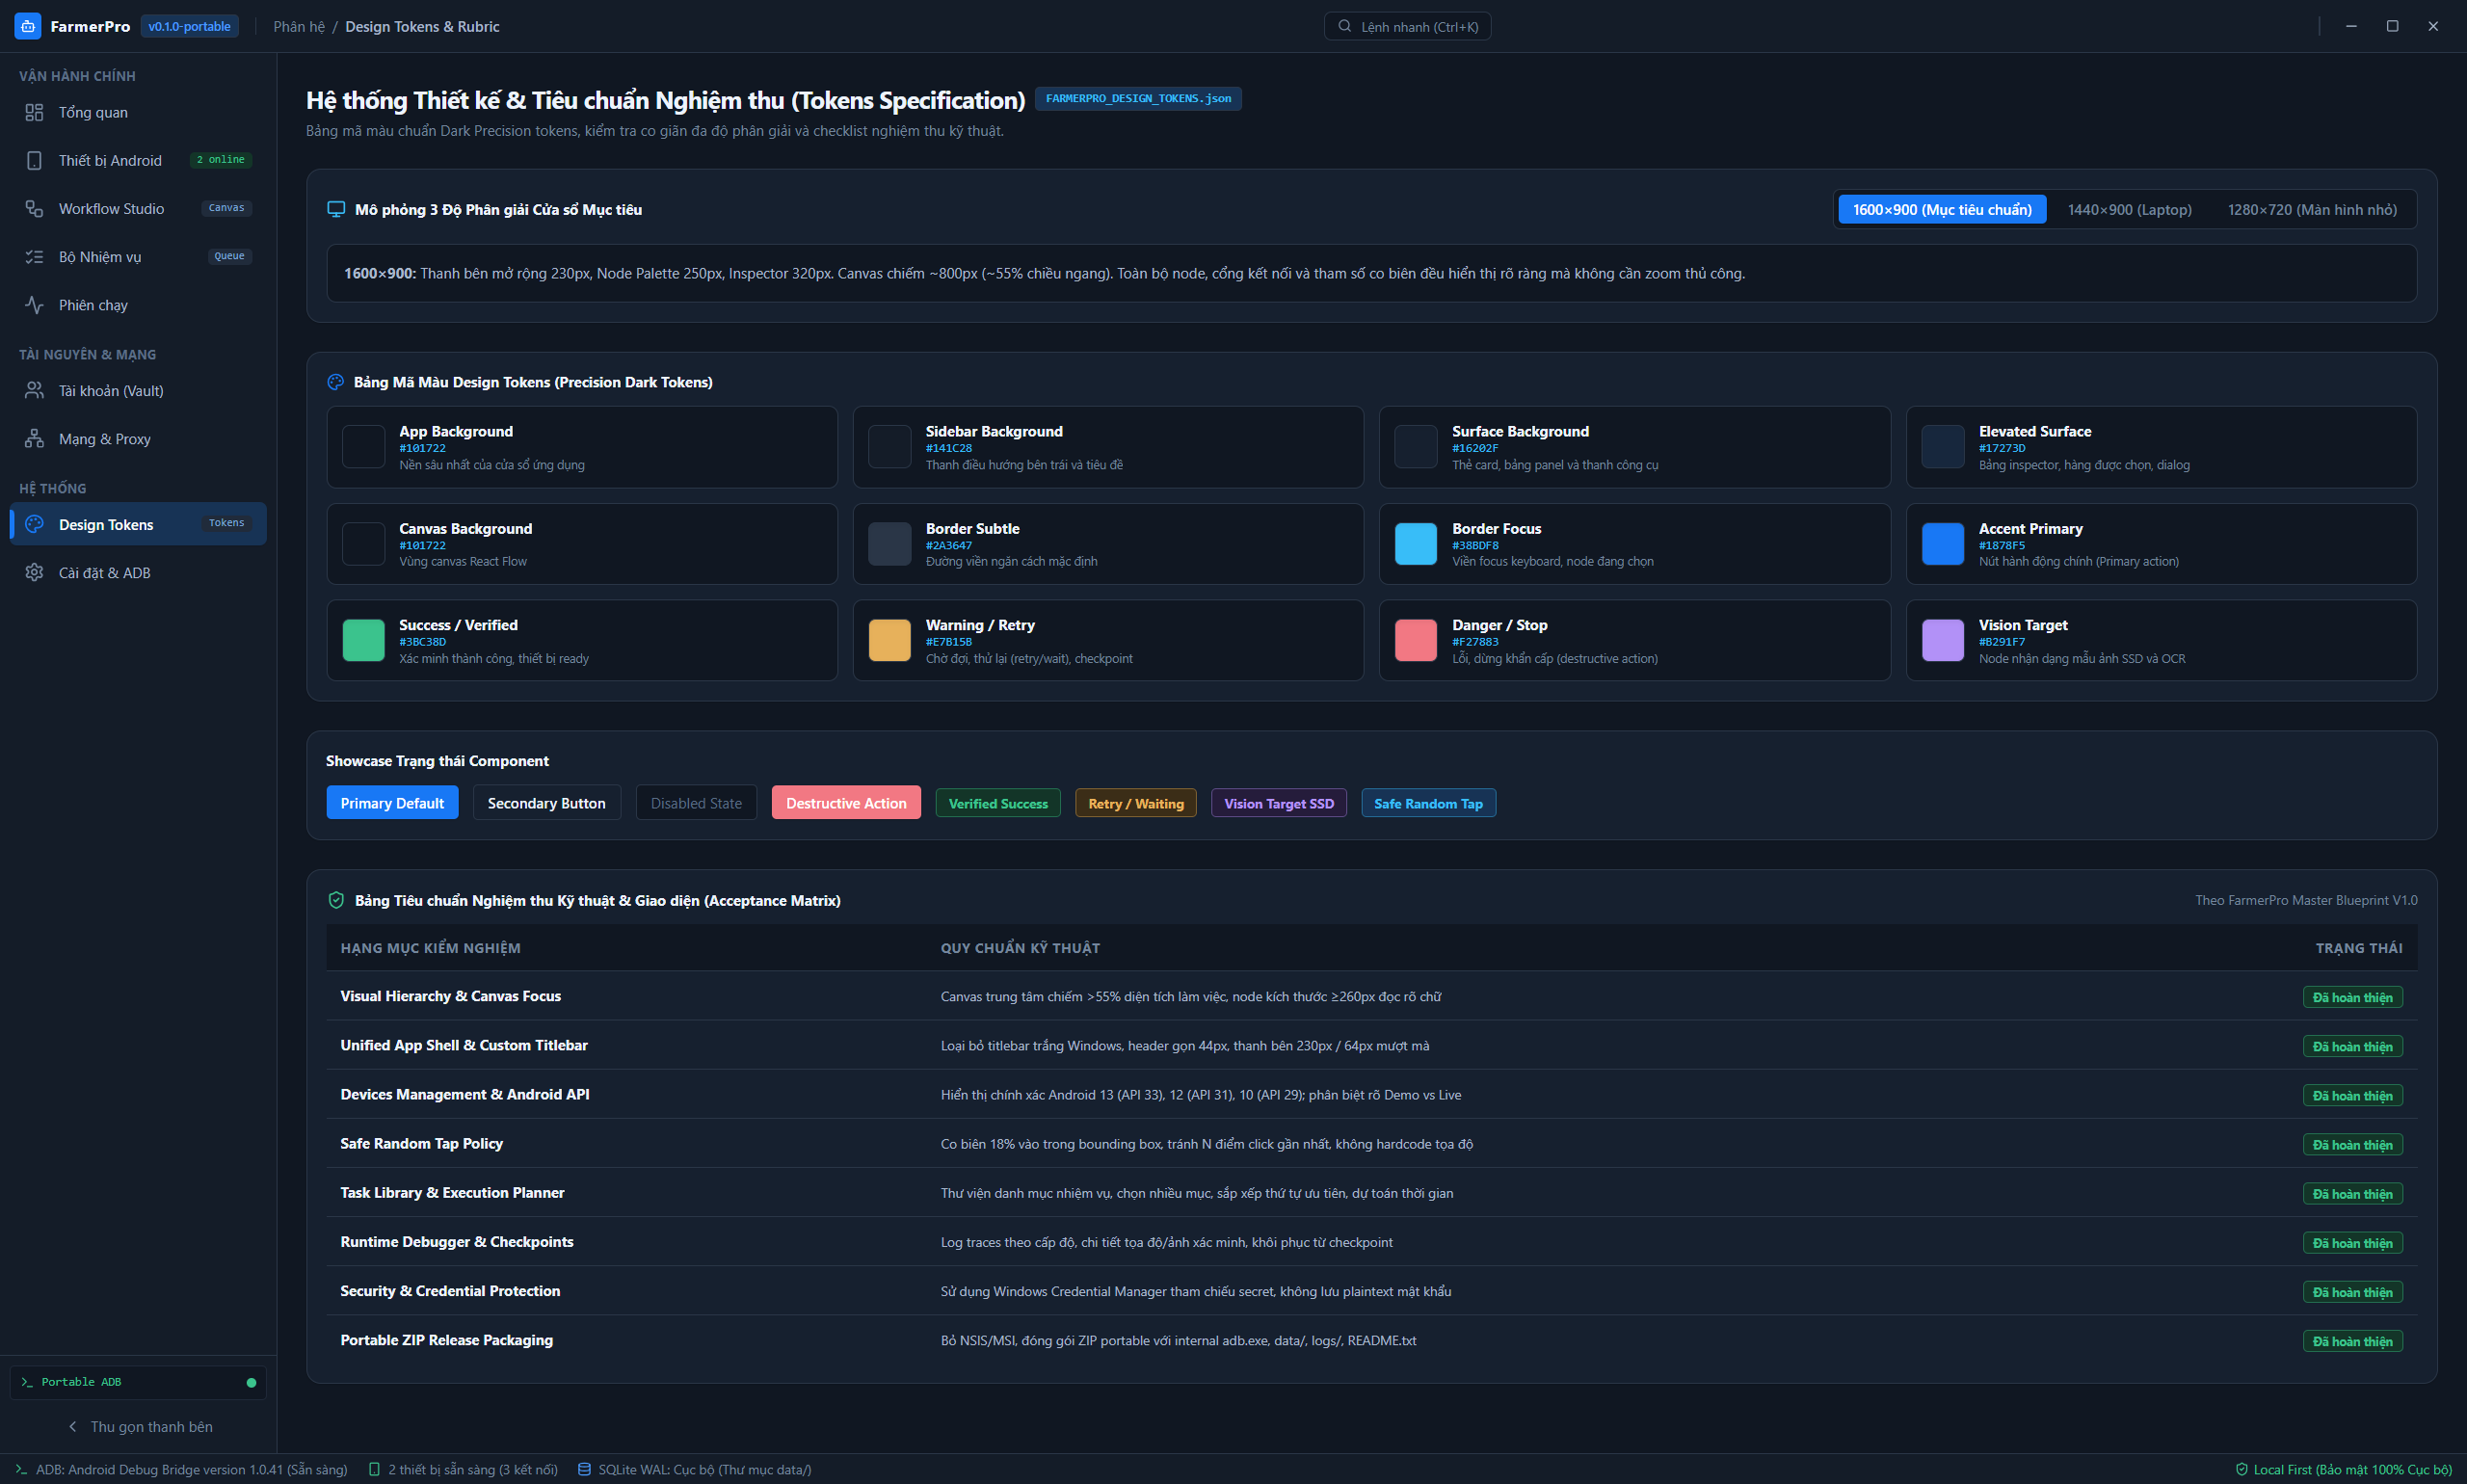 FarmerPro v0.1.0-portable Phân hệ / Design Tokens & Rubric Lệnh nhanh (Ctrl+K)
VẬN HÀNH CHÍNH
Tổng quan
Thiết bị Android 2 online
Workflow Studio Canvas
Bộ Nhiệm vụ Queue
Phiên chạy
TÀI NGUYÊN & MẠNG
Tài khoản (Vault)
Mạng & Proxy
HỆ THỐNG
Design Tokens Tokens
Cài đặt & ADB
Portable ADB
Thu gọn thanh bên
Hệ thống Thiết kế & Tiêu chuẩn Nghiệm thu (Tokens Specification) FARMERPRO_DESIGN_TOKENS.json
Bảng mã màu chuẩn Dark Precision tokens, kiểm tra co giãn đa độ phân giải và checklist nghiệm thu kỹ thuật.
Mô phỏng 3 Độ Phân giải Cửa sổ Mục tiêu
1600×900 (Mục tiêu chuẩn) 1440×900 (Laptop) 1280×720 (Màn hình nhỏ)
1600×900: Thanh bên mở rộng 230px, Node Palette 250px, Inspector 320px. Canvas chiếm ~800px (~55% chiều ngang). Toàn bộ node, cổng kết nối và tham số co biên đều hiển thị rõ ràng mà không cần zoom thủ công.
Bảng Mã Màu Design Tokens (Precision Dark Tokens)
App Background
#101722
Nền sâu nhất của cửa sổ ứng dụng
Sidebar Background
#141C28
Thanh điều hướng bên trái và tiêu đề
Surface Background
#16202F
Thẻ card, bảng panel và thanh công cụ
Elevated Surface
#17273D
Bảng inspector, hàng được chọn, dialog
Canvas Background
#101722
Vùng canvas React Flow
Border Subtle
#2A3647
Đường viền ngăn cách mặc định
Border Focus
#38BDF8
Viền focus keyboard, node đang chọn
Accent Primary
#1878F5
Nút hành động chính (Primary action)
Success / Verified
#3BC38D
Xác minh thành công, thiết bị ready
Warning / Retry
#E7B15B
Chờ đợi, thử lại (retry/wait), checkpoint
Danger / Stop
#F27883
Lỗi, dừng khẩn cấp (destructive action)
Vision Target
#B291F7
Node nhận dạng mẫu ảnh SSD và OCR
Showcase Trạng thái Component
Primary Default Secondary Button Disabled State Destructive Action Verified Success Retry / Waiting Vision Target SSD Safe Random Tap
Bảng Tiêu chuẩn Nghiệm thu Kỹ thuật & Giao diện (Acceptance Matrix) Theo FarmerPro Master Blueprint V1.0
HẠNG MỤC KIỂM NGHIỆM QUY CHUẨN KỸ THUẬT TRẠNG THÁI
Visual Hierarchy & Canvas Focus Canvas trung tâm chiếm >55% diện tích làm việc, node kích thước ≥260px đọc rõ chữ Đã hoàn thiện
Unified App Shell & Custom Titlebar Loại bỏ titlebar trắng Windows, header gọn 44px, thanh bên 230px / 64px mượt mà Đã hoàn thiện
Devices Management & Android API Hiển thị chính xác Android 13 (API 33), 12 (API 31), 10 (API 29); phân biệt rõ Demo vs Live Đã hoàn thiện
Safe Random Tap Policy Co biên 18% vào trong bounding box, tránh N điểm click gần nhất, không hardcode tọa độ Đã hoàn thiện
Task Library & Execution Planner Thư viện danh mục nhiệm vụ, chọn nhiều mục, sắp xếp thứ tự ưu tiên, dự toán thời gian Đã hoàn thiện
Runtime Debugger & Checkpoints Log traces theo cấp độ, chi tiết tọa độ/ảnh xác minh, khôi phục từ checkpoint Đã hoàn thiện
Security & Credential Protection Sử dụng Windows Credential Manager tham chiếu secret, không lưu plaintext mật khẩu Đã hoàn thiện
Portable ZIP Release Packaging Bỏ NSIS/MSI, đóng gói ZIP portable với internal adb.exe, data/, logs/, README.txt Đã hoàn thiện
ADB: Android Debug Bridge version 1.0.41 (Sẵn sàng) 2 thiết bị sẵn sàng (3 kết nối) SQLite WAL: Cục bộ (Thư mục data/) Local First (Bảo mật 100% Cục bộ)